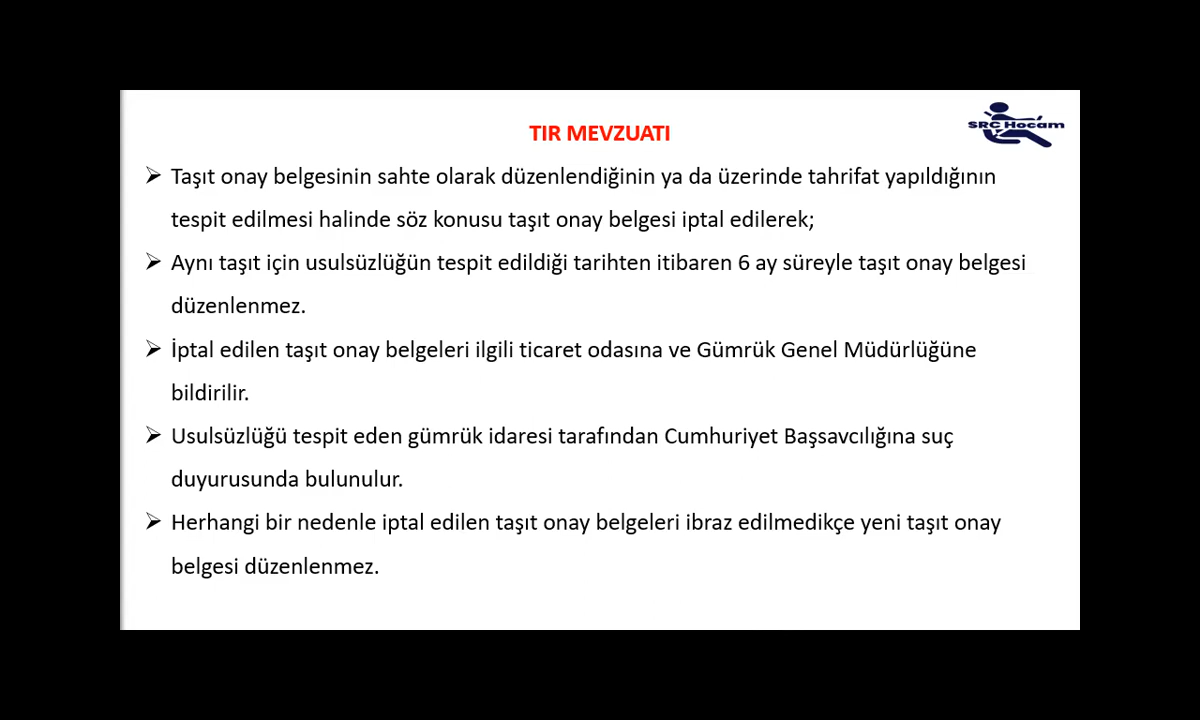 SRC Hocam
TIR MEVZUATI
➢ Taşıt onay belgesinin sahte olarak düzenlendiğinin ya da üzerinde tahrifat yapıldığının
tespit edilmesi halinde söz konusu taşıt onay belgesi iptal edilerek;
➢ Aynı taşıt için usulsüzlüğün tespit edildiği tarihten itibaren 6 ay süreyle taşıt onay belgesi
düzenlenmez.
➢ İptal edilen taşıt onay belgeleri ilgili ticaret odasına ve Gümrük Genel Müdürlüğüne
bildirilir.
➢ Usulsüzlüğü tespit eden gümrük idaresi tarafından Cumhuriyet Başsavcılığına suç
duyurusunda bulunulur.
➢ Herhangi bir nedenle iptal edilen taşıt onay belgeleri ibraz edilmedikçe yeni taşıt onay
belgesi düzenlenmez.